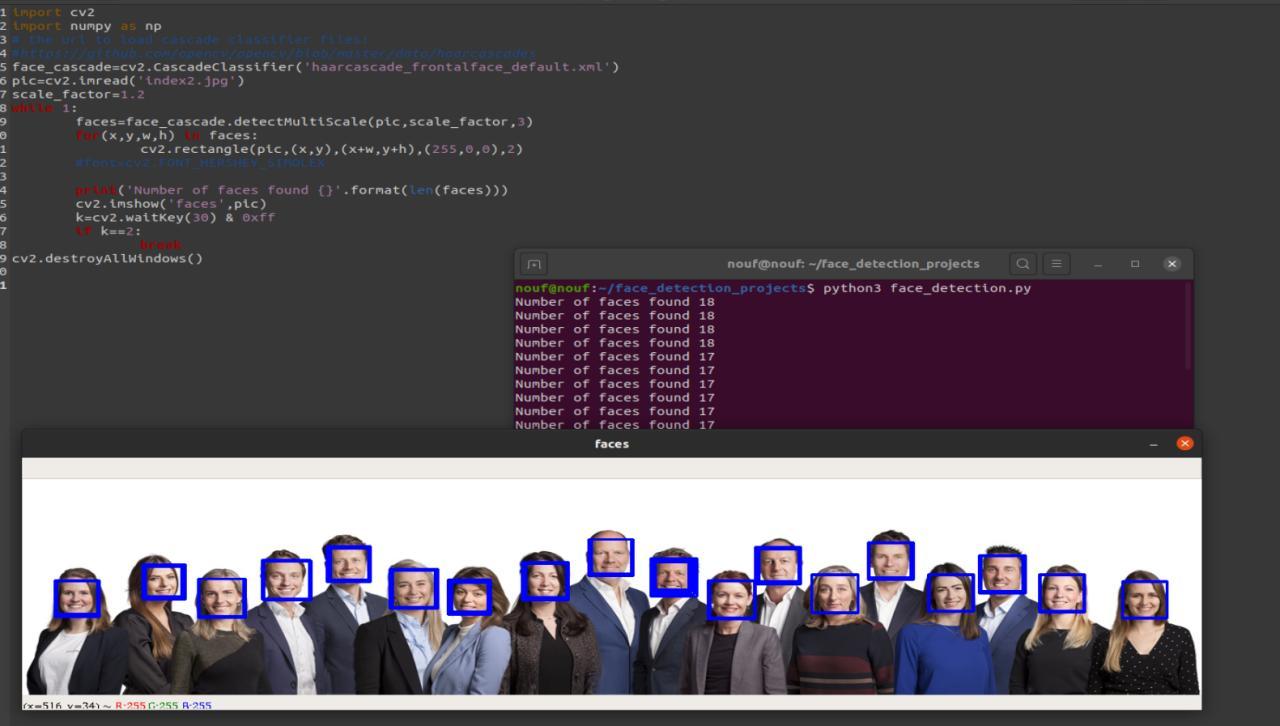 1 import cv2
2 import numpy as np
3 # the url to load cascade classifier files:
4 #https://github.com/opencv/opencv/blob/master/data/haarcascades
5 face_cascade=cv2.CascadeClassifier('haarcascade_frontalface_default.xml')
6 pic=cv2.imread('index2.jpg')
7 scale_factor=1.2
8 while 1:
9 faces=face_cascade.detectMultiScale(pic,scale_factor,3)
0 for(x,y,w,h) in faces:
1 cv2.rectangle(pic,(x,y),(x+w,y+h),(255,0,0),2)
2 #font=cv2.FONT_HERSHEY_SIMDLEX
3
4 print('Number of faces found {}'.format(len(faces)))
5 cv2.imshow('faces',pic)
6 k=cv2.waitKey(30) & 0xff
7 if k==2:
8 break
9 cv2.destroyAllWindows()
0
1
nouf@nouf: ~/face_detection_projects
nouf@nouf:~/face_detection_projects$ python3 face_detection.py
Number of faces found 18
Number of faces found 18
Number of faces found 18
Number of faces found 18
Number of faces found 17
Number of faces found 17
Number of faces found 17
Number of faces found 17
Number of faces found 17
Number of faces found 17
faces
(x=516, y=34) ~ R:255 G:255 B:255